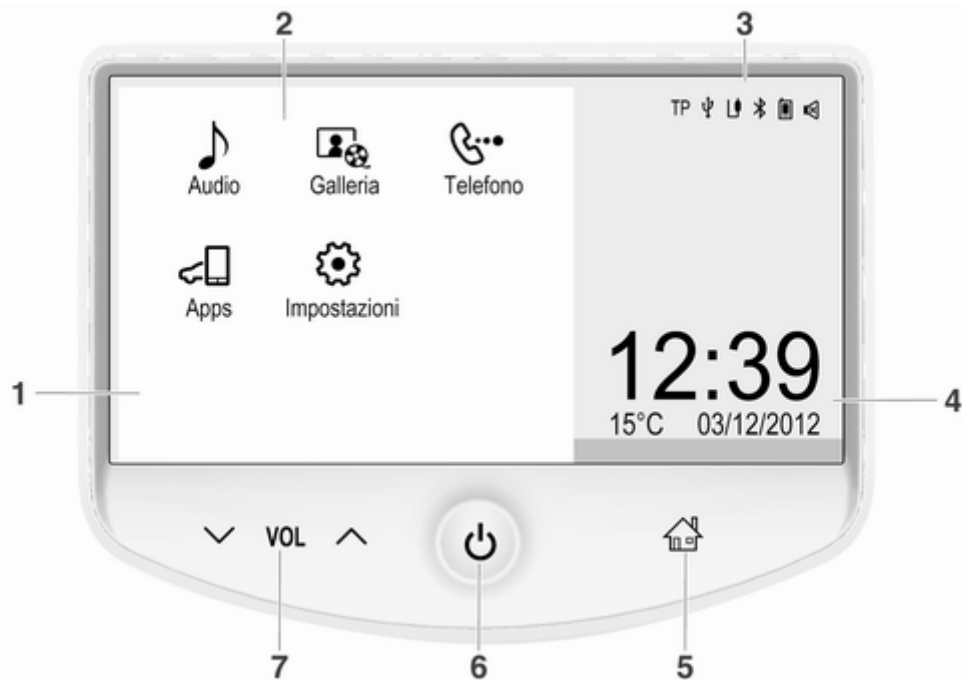 2 3
TP
Audio Galleria Telefono
Apps Impostazioni
1
12:39
4
15°C 03/12/2012
VOL
7 6 5